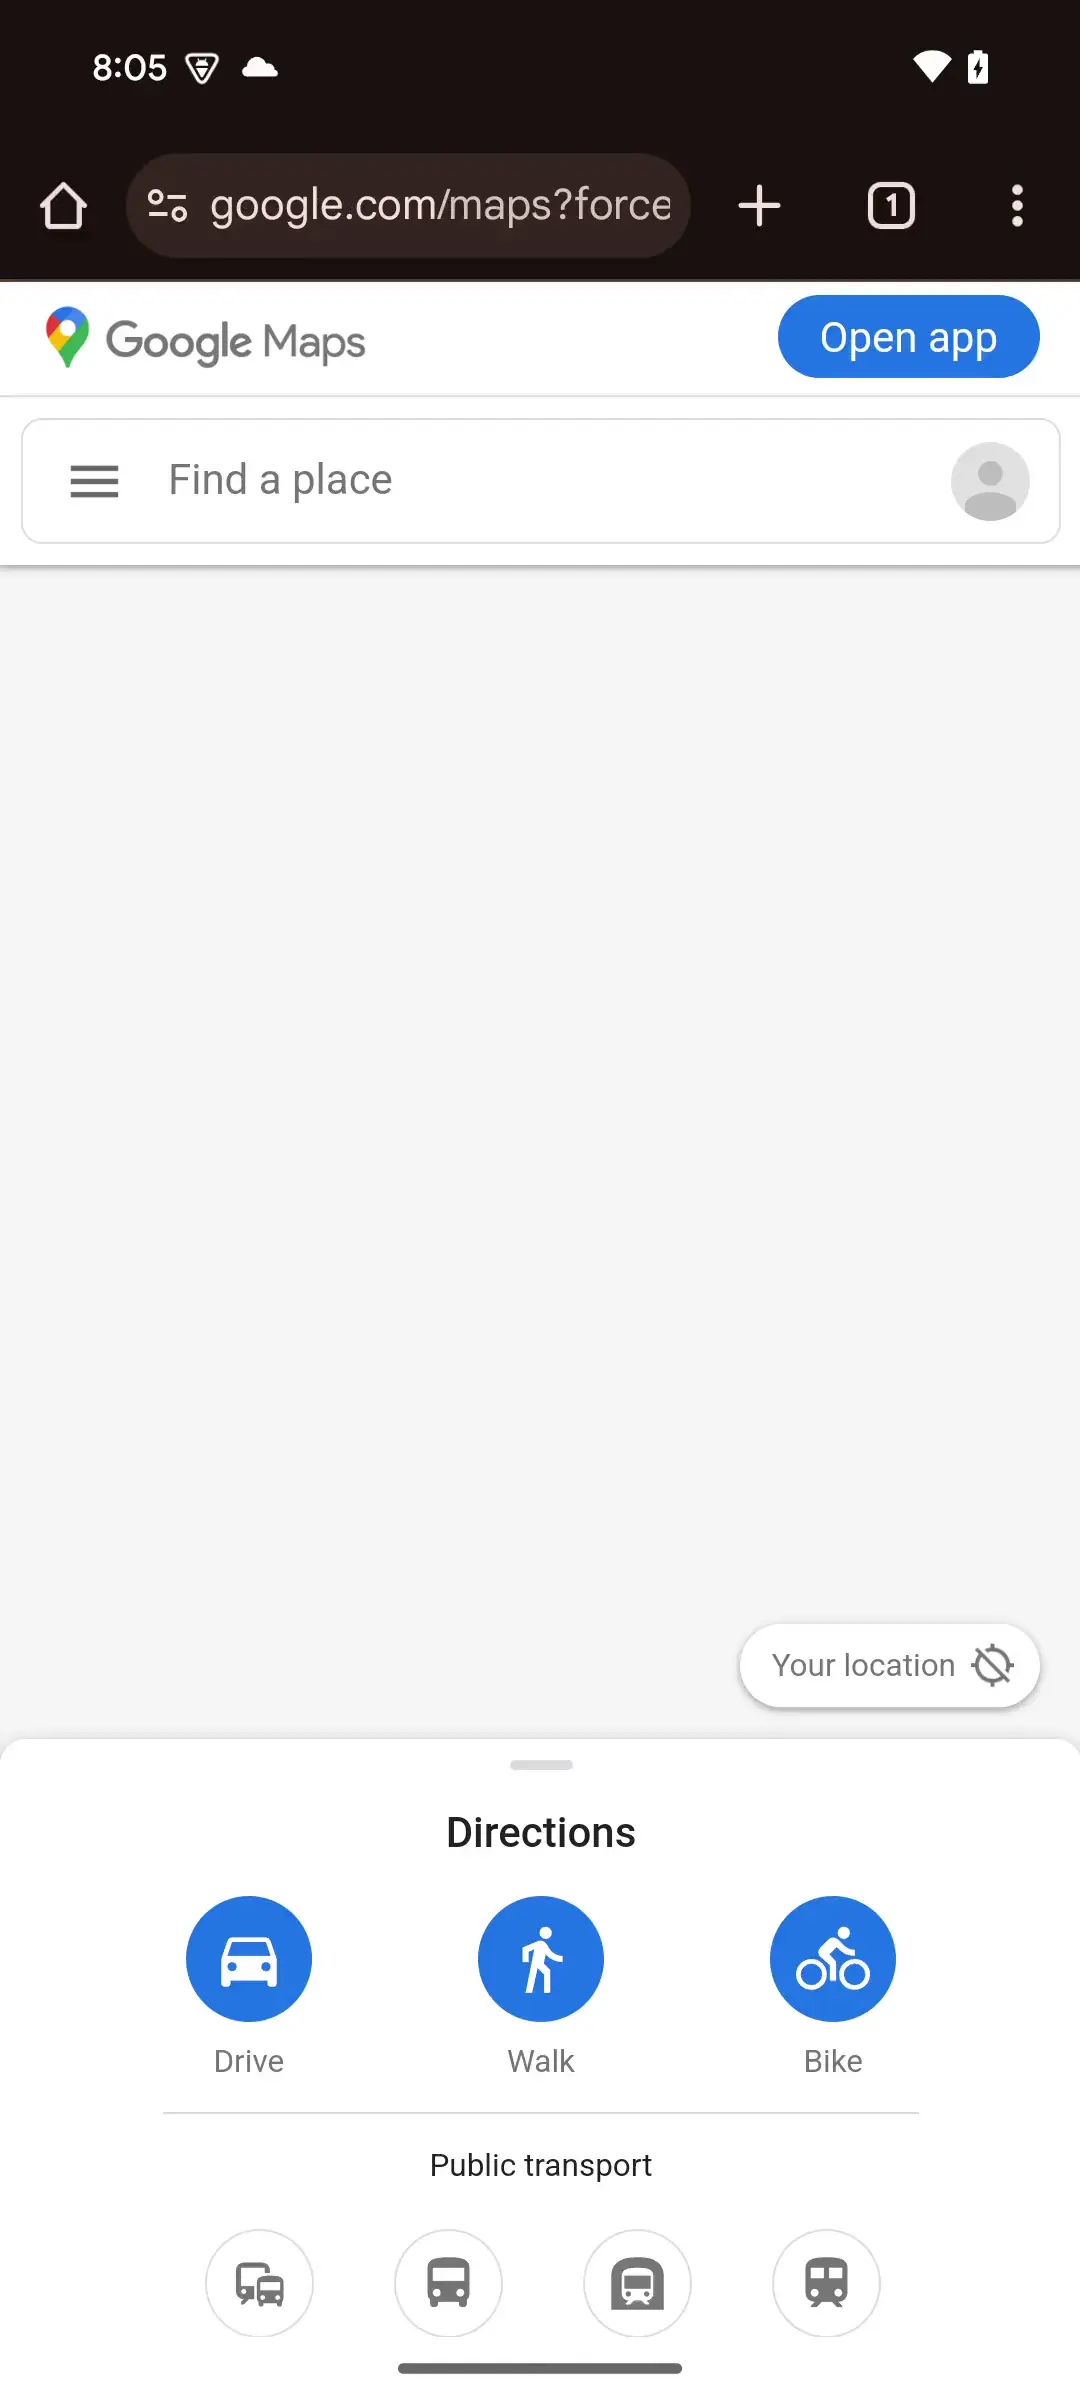 8:05
google.com/maps?force
1
Google Maps
Open app
Find a place
Your location
Directions
Drive
Walk
Bike
Public transport